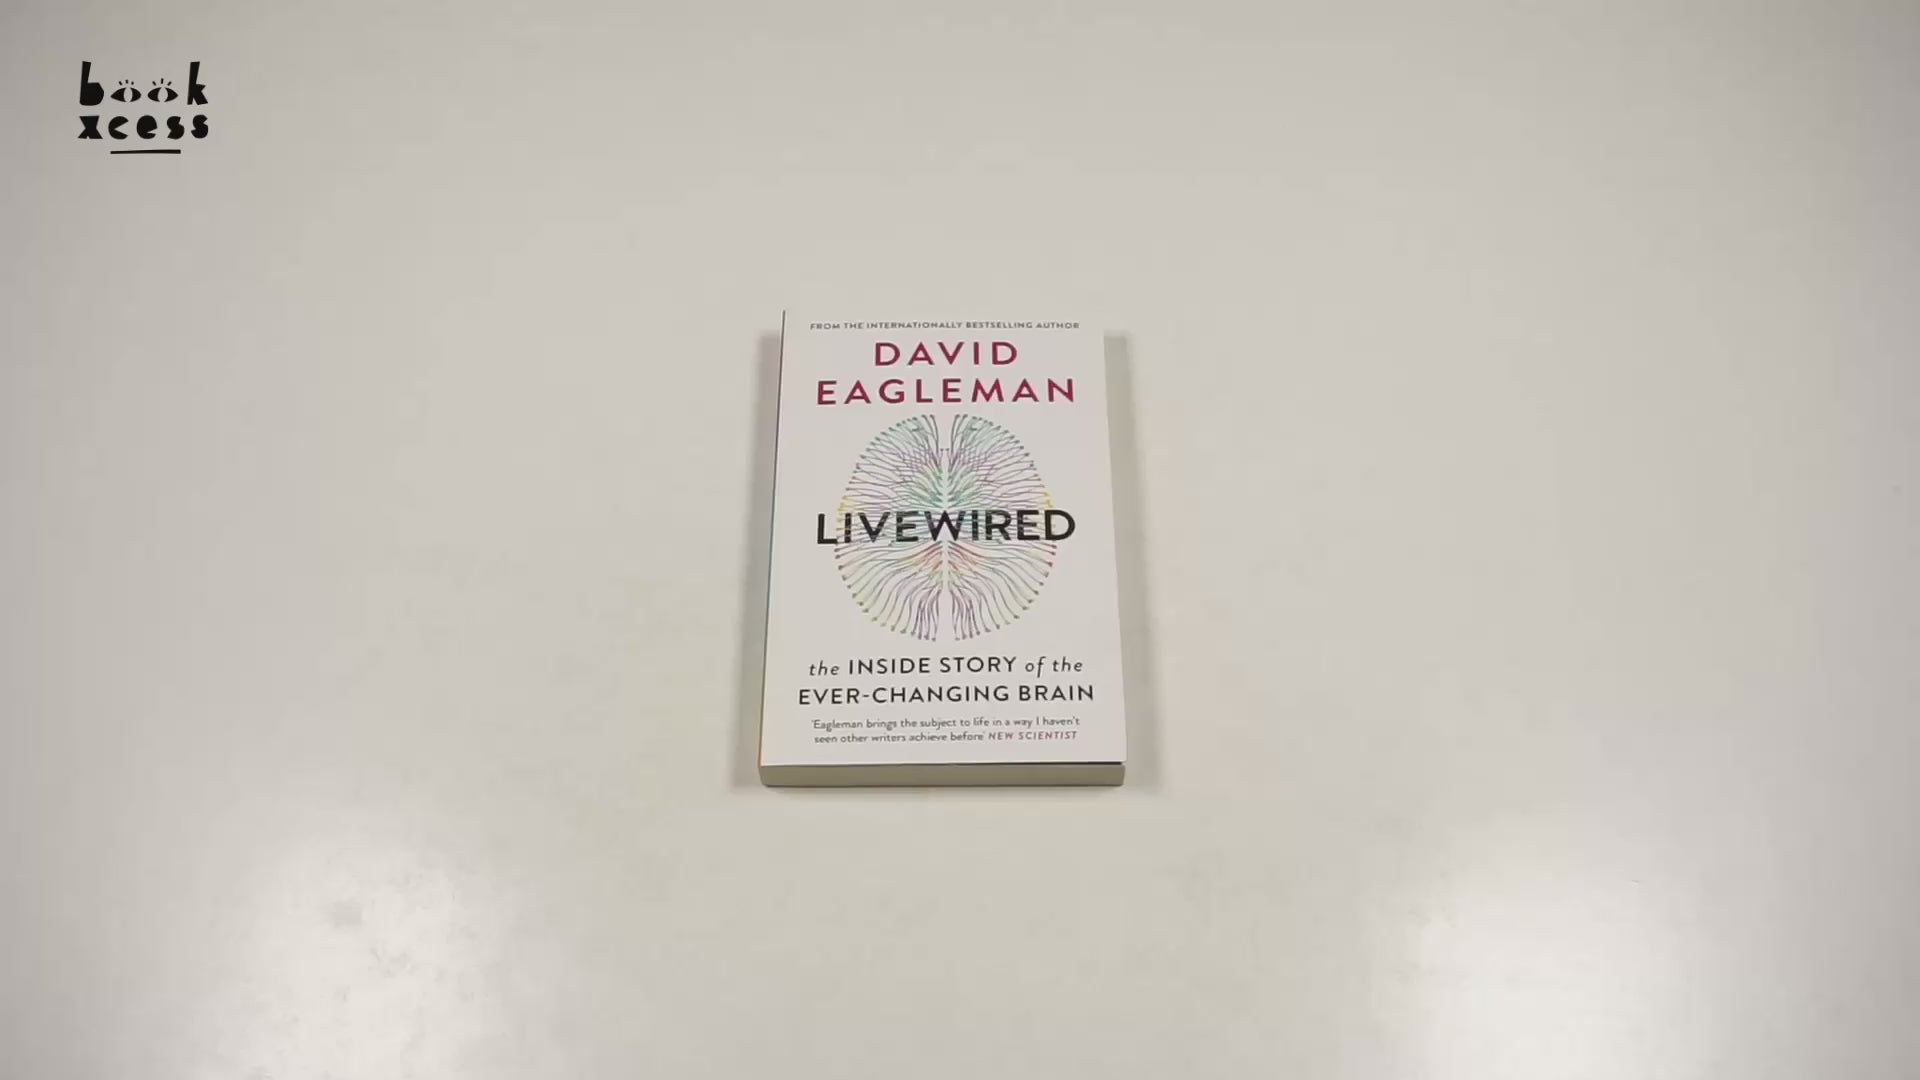 book
xcess
FROM THE INTERNATIONALLY BESTSELLING AUTHOR
DAVID
EAGLEMAN
LIVEWIRED
the INSIDE STORY of the
EVER-CHANGING BRAIN
'Eagleman brings the subject to life in a way I haven't
seen other writers achieve before' NEW SCIENTIST